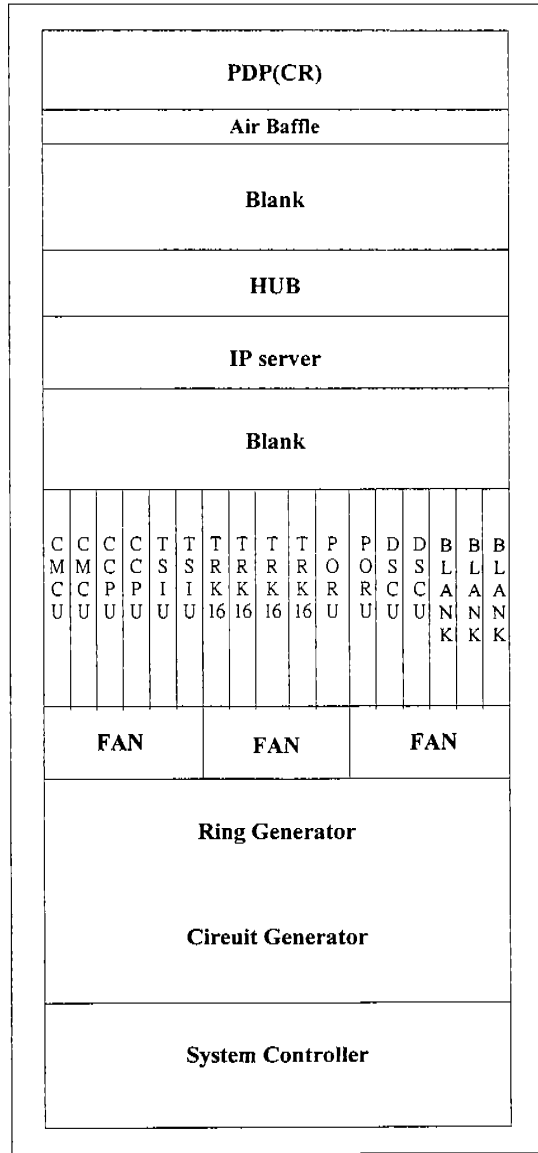 PDP(CR)
Air Baffle
Blank
HUB
IP server
Blank
CMCU
CMCU
CCPU
CCPU
TSIU
TSIU
TRK16
TRK16
TRK16
TRK16
PORU
PORU
DSCU
DSCU
BLANK
BLANK
BLANK
FAN FAN FAN
Ring Generator
Cireuit Generator
System Controller